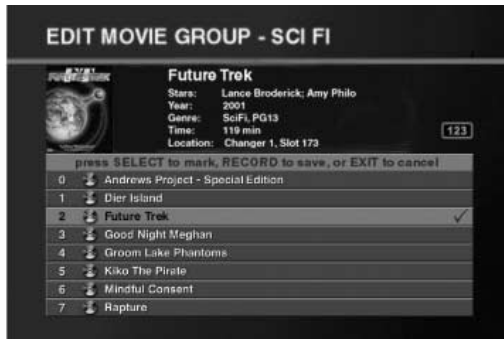 EDIT MOVIE GROUP - SCI FI
Future Trek
Stars: Lance Broderick; Amy Philo
Year: 2001
Genre: SciFi, PG13
Time: 119 min
Location: Changer 1, Slot 173
123
press SELECT to mark, RECORD to save, or EXIT to cancel
0 Andrews Project - Special Edition
1 Dier Island
2 Future Trek
3 Good Night Meghan
4 Groom Lake Phantoms
5 Kiko The Pirate
6 Mindful Consent
7 Rapture